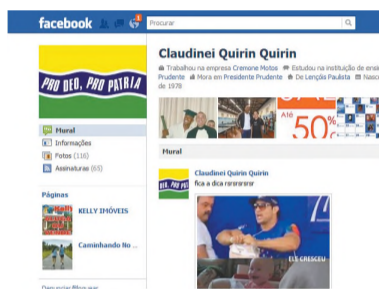 facebook
1
Procurar
Claudinei Quirin Quirin
Trabalhou na empresa Cremone Motos Estudou na instituição de ensi
Prudente Mora em Presidente Prudente De Lençóis Paulista Nasc
de 1978
PRO DEO, PRO PATRIA
Até
50%
Mural
Mural
Informações
Fotos (116)
Assinaturas (65)
Claudinei Quirin Quirin
fica a dica rsrsrsrsrsr
Páginas
KELLY IMÓVEIS
Caminhando No ...
ELE CRESCEU